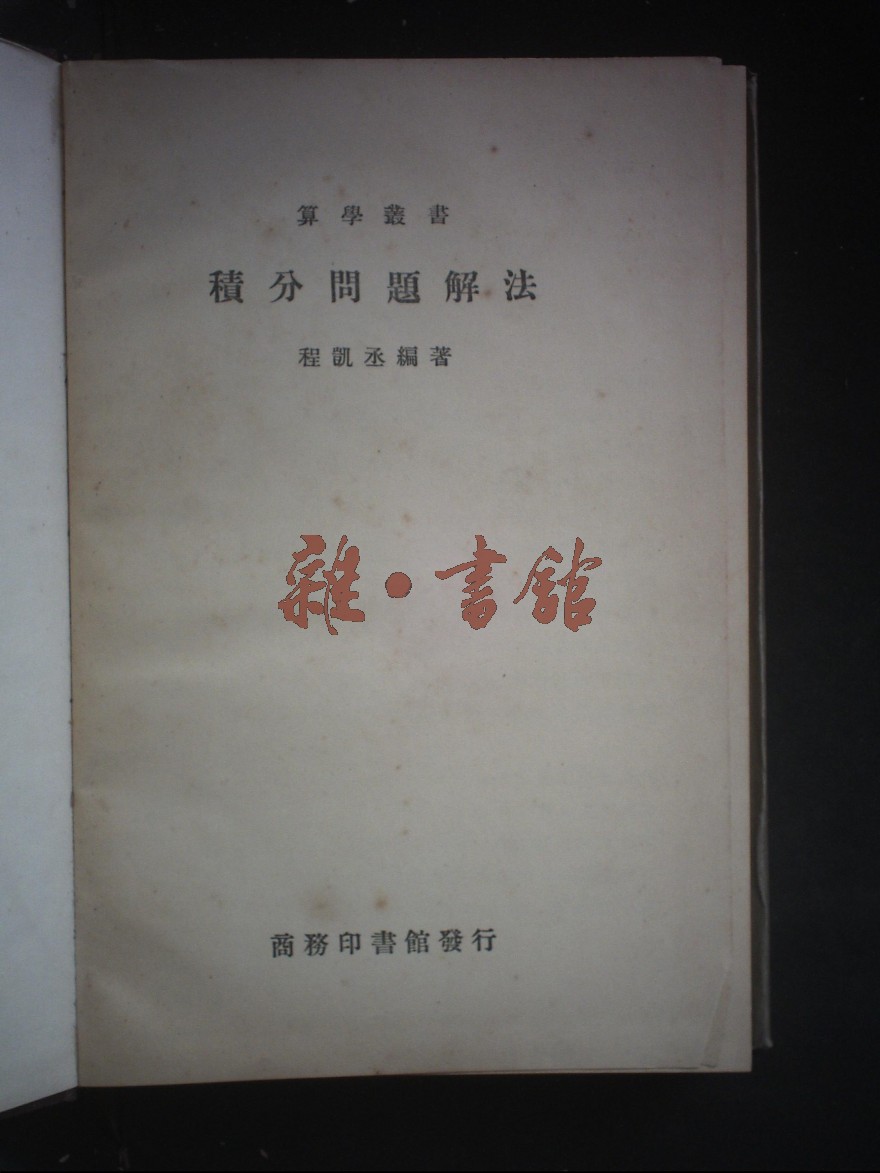 算學叢書
積分問題解法
程凱丞編著
雜·書館
商務印書館發行